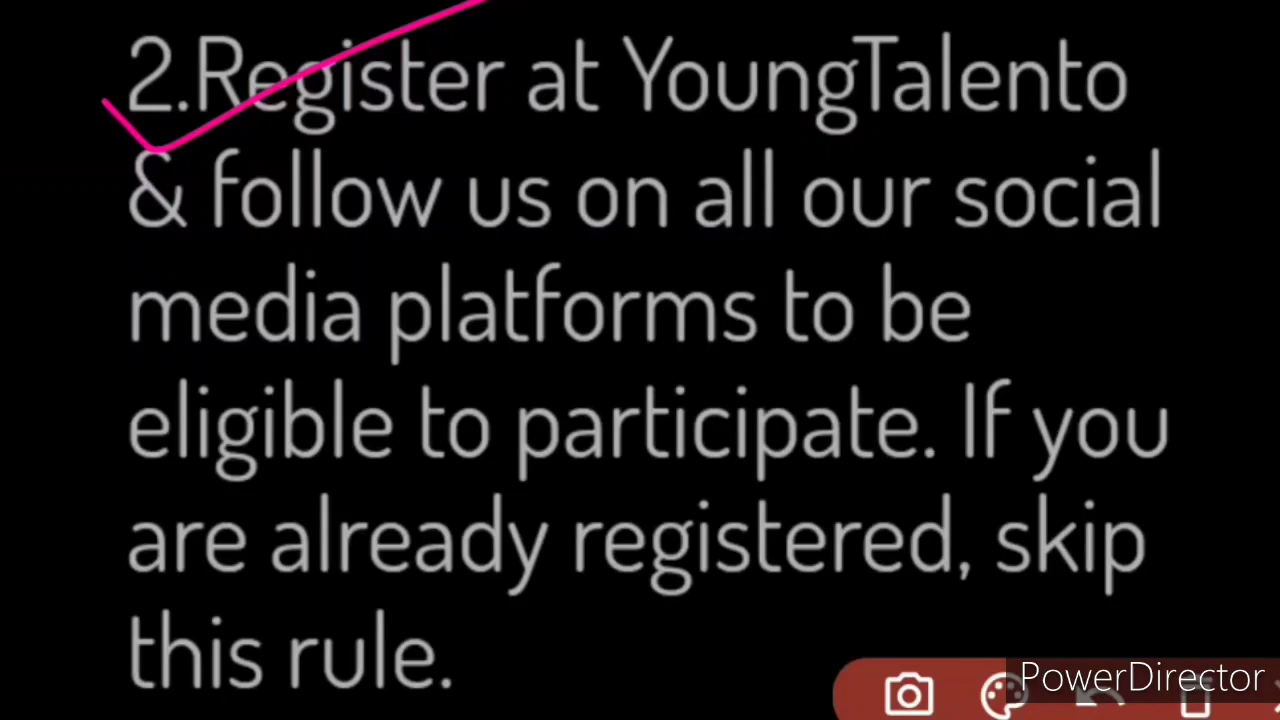 2.Register at YoungTalento
& follow us on all our social
media platforms to be
eligible to participate. If you
are already registered, skip
this rule.
PowerDirector